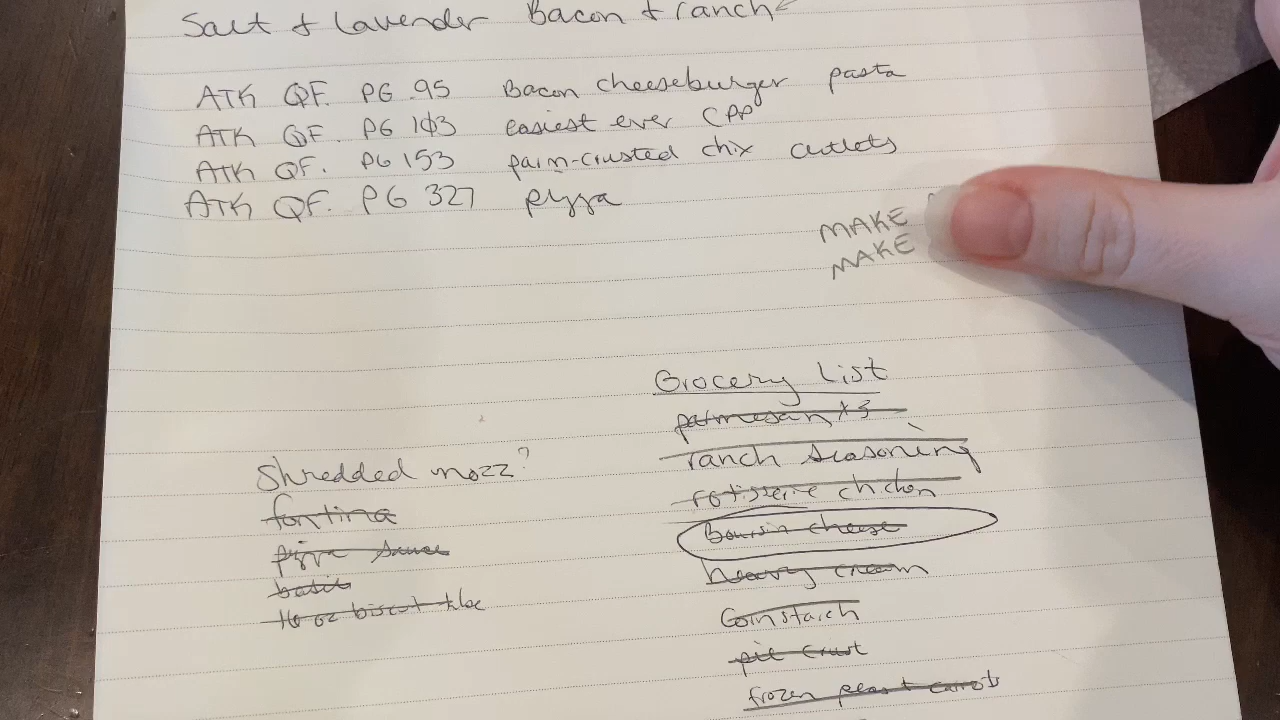 Salt & lavender Bacon & ranch
ATK QF. PG 95 Bacon cheeseburger pasta
ATK QF. PG 103 easiest ever CPP
ATK QF. PG 153 parm-crusted chix cutlets
ATK QF. PG 327 pizza
MAKE
MAKE
Grocery List
parmesan x3
ranch seasoning
rotisserie chicken
Boursin cheese
heavy cream
Cornstarch
pie crust
frozen peas + carrots
Shredded mozz?
fontina
pizza sauce
basil
16 oz biscut